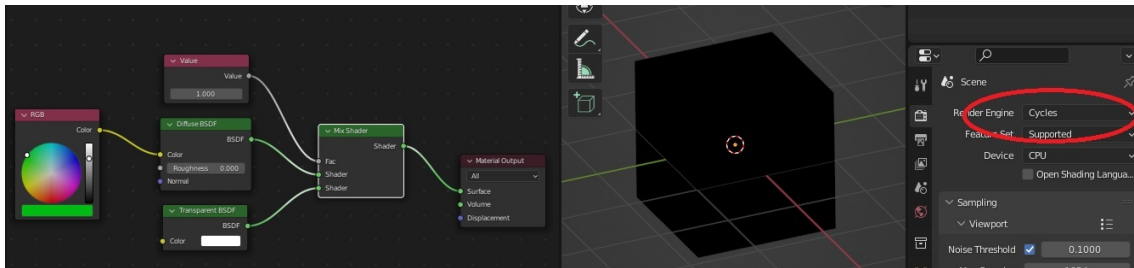 RGB
Color
Value
Value
1.000
Diffuse BSDF
BSDF
Color
Roughness 0.000
Normal
Transparent BSDF
BSDF
Color
Mix Shader
Shader
Fac
Shader
Shader
Material Output
All
Surface
Volume
Displacement
Scene
Render Engine Cycles
Feature Set Supported
Device CPU
Open Shading Langua...
Sampling
Viewport
Noise Threshold 0.1000